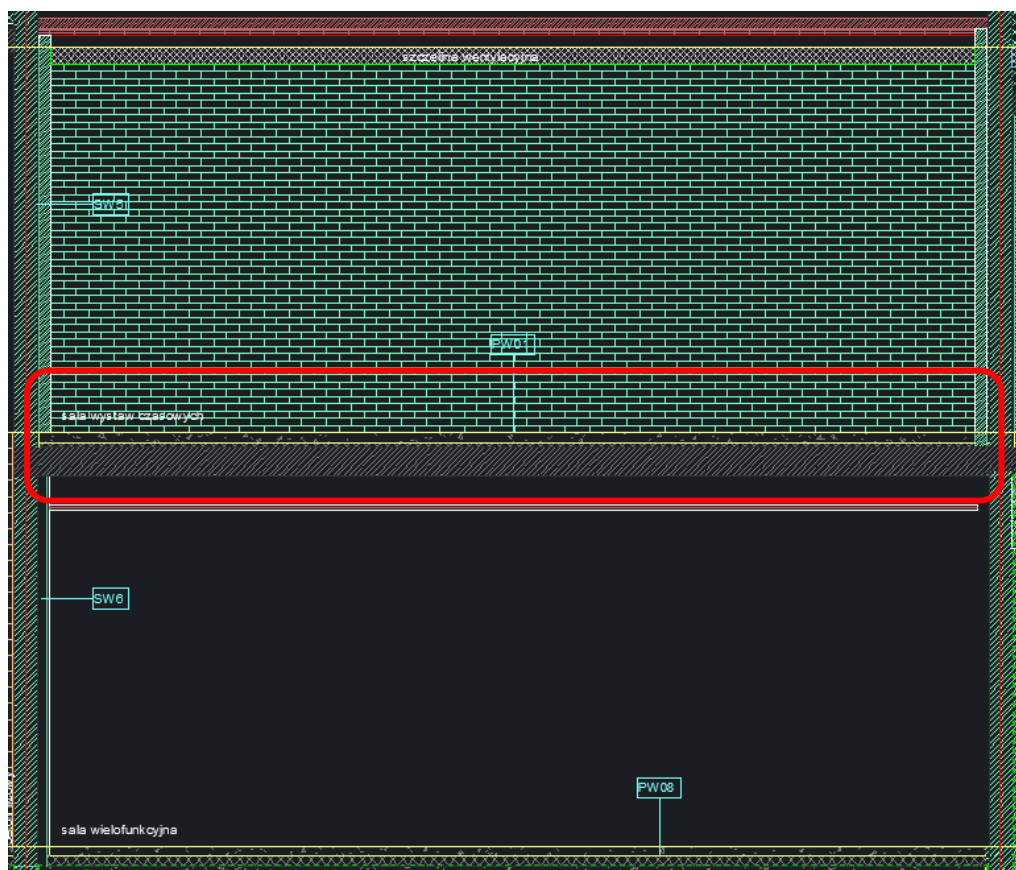 szczelina wentylacyjna
SW5
PW01
sala wystaw czasowych
SW6
PW08
sala wielofunkcyjna